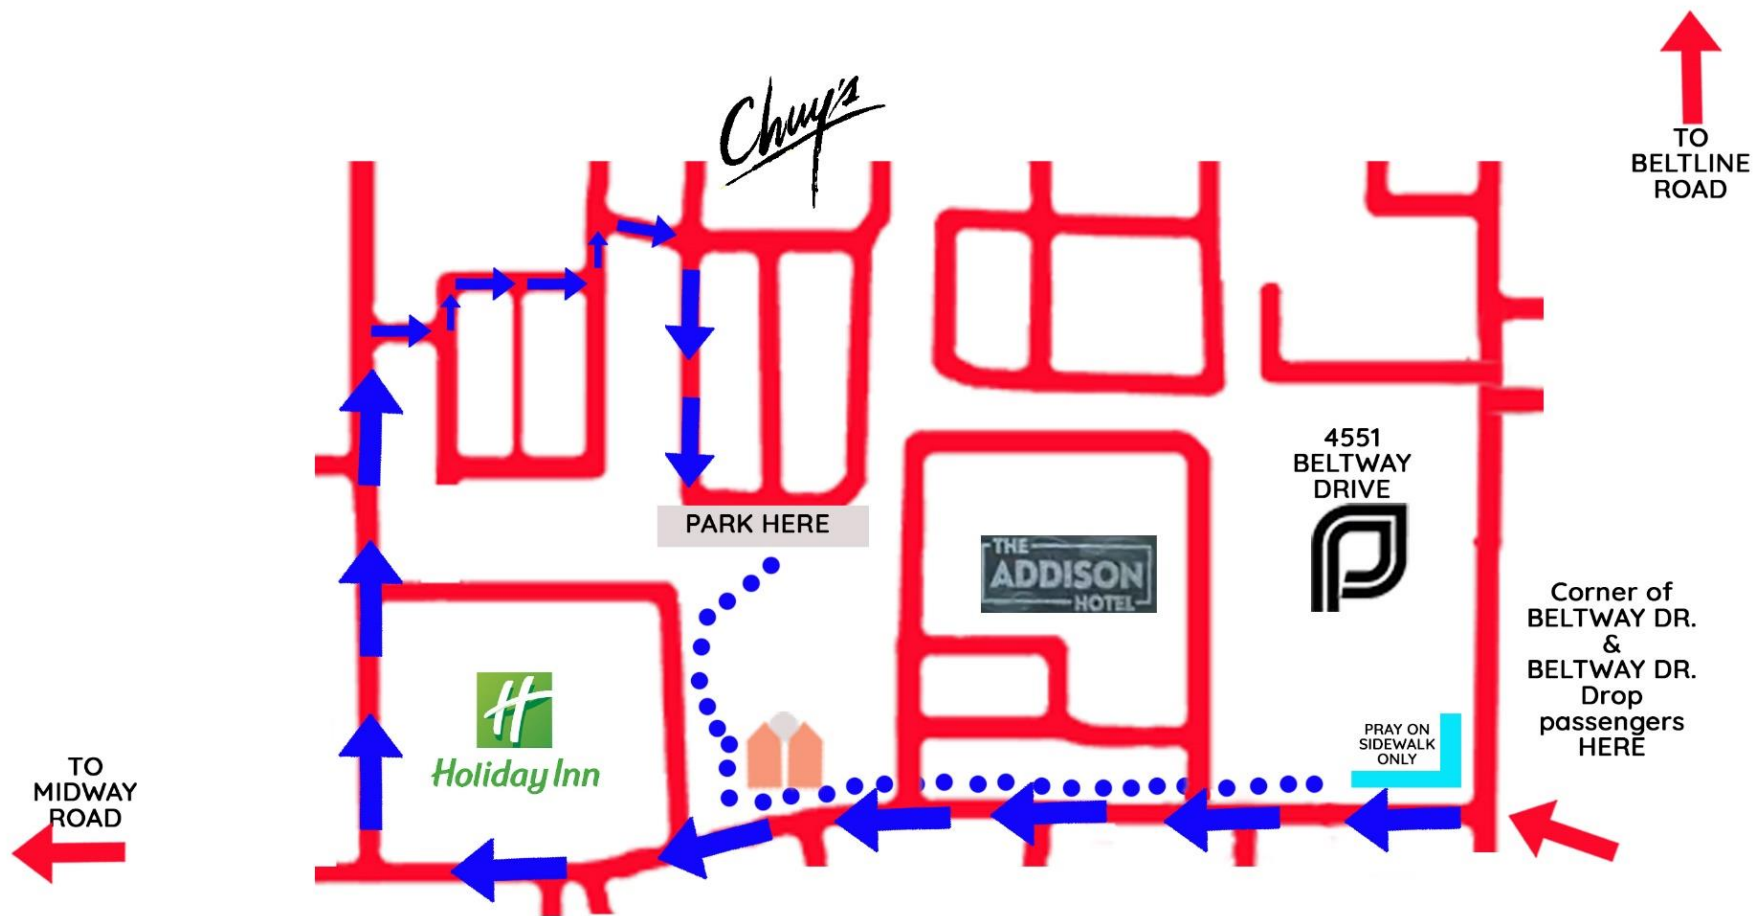 Chuy's
TO
BELTLINE
ROAD
4551
BELTWAY
DRIVE
PARK HERE
THE
ADDISON
HOTEL
Corner of
BELTWAY DR.
&
BELTWAY DR.
Drop
passengers
HERE
H
Holiday Inn
PRAY ON
SIDEWALK
ONLY
TO
MIDWAY
ROAD